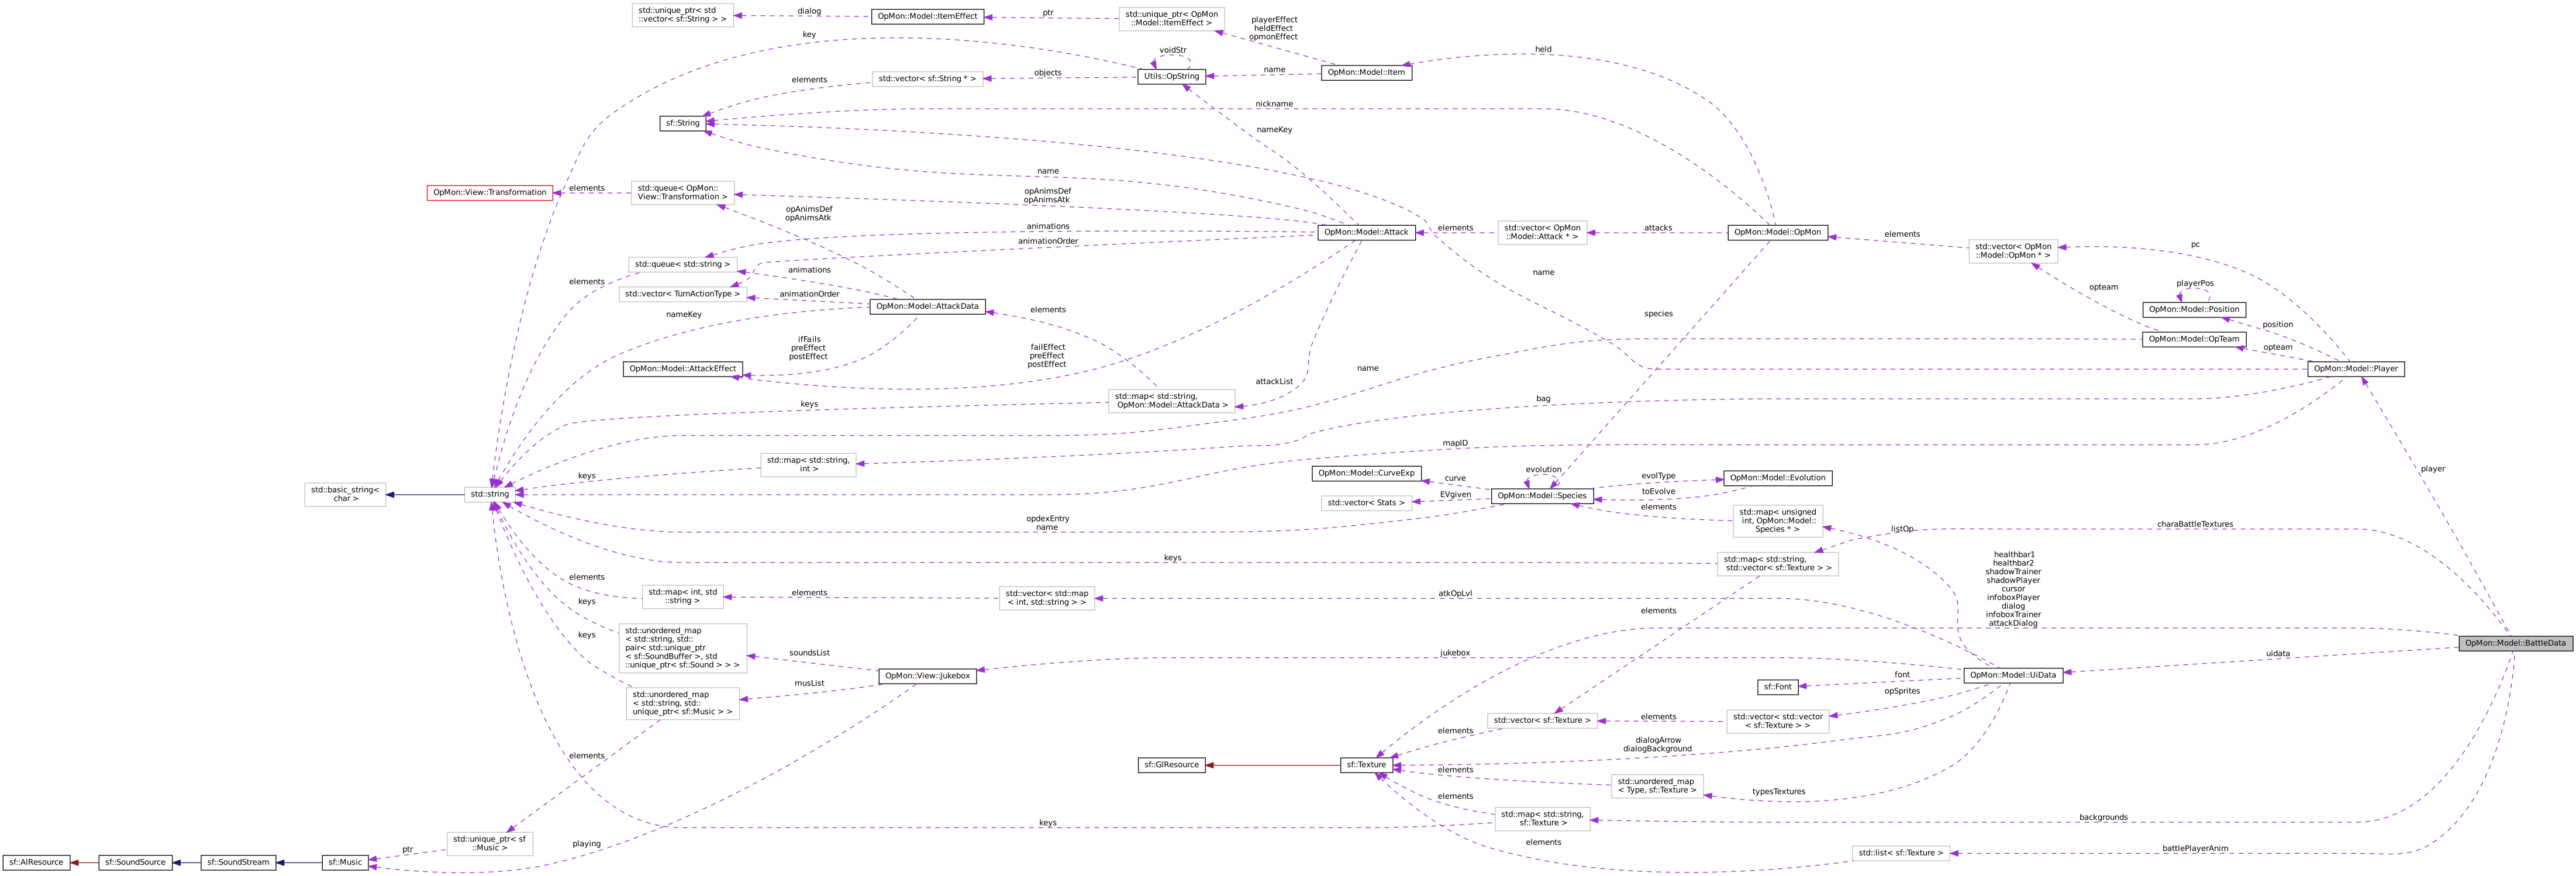 std::unique_ptr< std
::vector< sf::String > >
dialog
OpMon::Model::ItemEffect
ptr
std::unique_ptr< OpMon
::Model::ItemEffect >
playerEffect
heldEffect
opmonEffect
key
voidStr
held
elements
std::vector< sf::String * >
objects
Utils::OpString
name
OpMon::Model::Item
sf::String
nickname
nameKey
name
OpMon::View::Transformation
elements
std::queue< OpMon::
View::Transformation >
opAnimsDef
opAnimsAtk
opAnimsDef
opAnimsAtk
animations
animationOrder
OpMon::Model::Attack
elements
std::vector< OpMon
::Model::Attack * >
attacks
OpMon::Model::OpMon
elements
std::vector< OpMon
::Model::OpMon * >
pc
std::queue< std::string >
elements
animations
std::vector< TurnActionType >
animationOrder
OpMon::Model::AttackData
nameKey
elements
name
species
opteam
playerPos
OpMon::Model::Position
position
OpMon::Model::OpTeam
opteam
OpMon::Model::Player
ifFails
preEffect
postEffect
OpMon::Model::AttackEffect
failEffect
preEffect
postEffect
name
attackList
std::map< std::string,
OpMon::Model::AttackData >
keys
bag
mapID
std::map< std::string,
int >
keys
player
std::basic_string<
char >
std::string
OpMon::Model::CurveExp
curve
evolution
evolType
OpMon::Model::Evolution
std::vector< Stats >
EVgiven
OpMon::Model::Species
toEvolve
elements
std::map< unsigned
int, OpMon::Model::
Species * >
listOp
charaBattleTextures
opdexEntry
name
keys
std::map< std::string,
std::vector< sf::Texture > >
healthbar1
healthbar2
shadowTrainer
shadowPlayer
cursor
infoboxPlayer
dialog
infoboxTrainer
attackDialog
elements
std::map< int, std
::string >
elements
std::vector< std::map
< int, std::string > >
atkOpLvl
keys
elements
std::unordered_map
< std::string, std::
pair< std::unique_ptr
< sf::SoundBuffer >, std
::unique_ptr< sf::Sound > > >
keys
soundsList
jukebox
OpMon::Model::BattleData
uidata
OpMon::View::Jukebox
OpMon::Model::UiData
std::unordered_map
< std::string, std::
unique_ptr< sf::Music > >
musList
sf::Font
font
opSprites
std::vector< sf::Texture >
elements
std::vector< std::vector
< sf::Texture > >
elements
dialogArrow
dialogBackground
elements
sf::GlResource
sf::Texture
elements
std::unordered_map
< Type, sf::Texture >
typesTextures
elements
std::map< std::string,
sf::Texture >
backgrounds
keys
std::unique_ptr< sf
::Music >
playing
elements
std::list< sf::Texture >
battlePlayerAnim
sf::AlResource
sf::SoundSource
sf::SoundStream
sf::Music
ptr